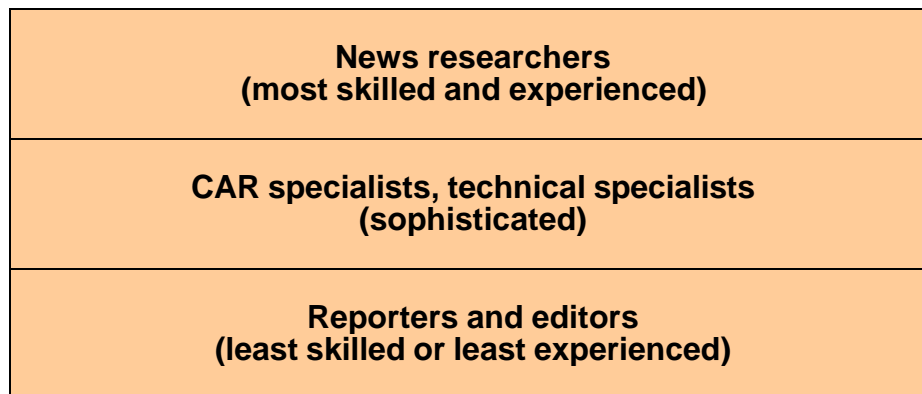 News researchers
(most skilled and experienced)
CAR specialists, technical specialists
(sophisticated)
Reporters and editors
(least skilled or least experienced)